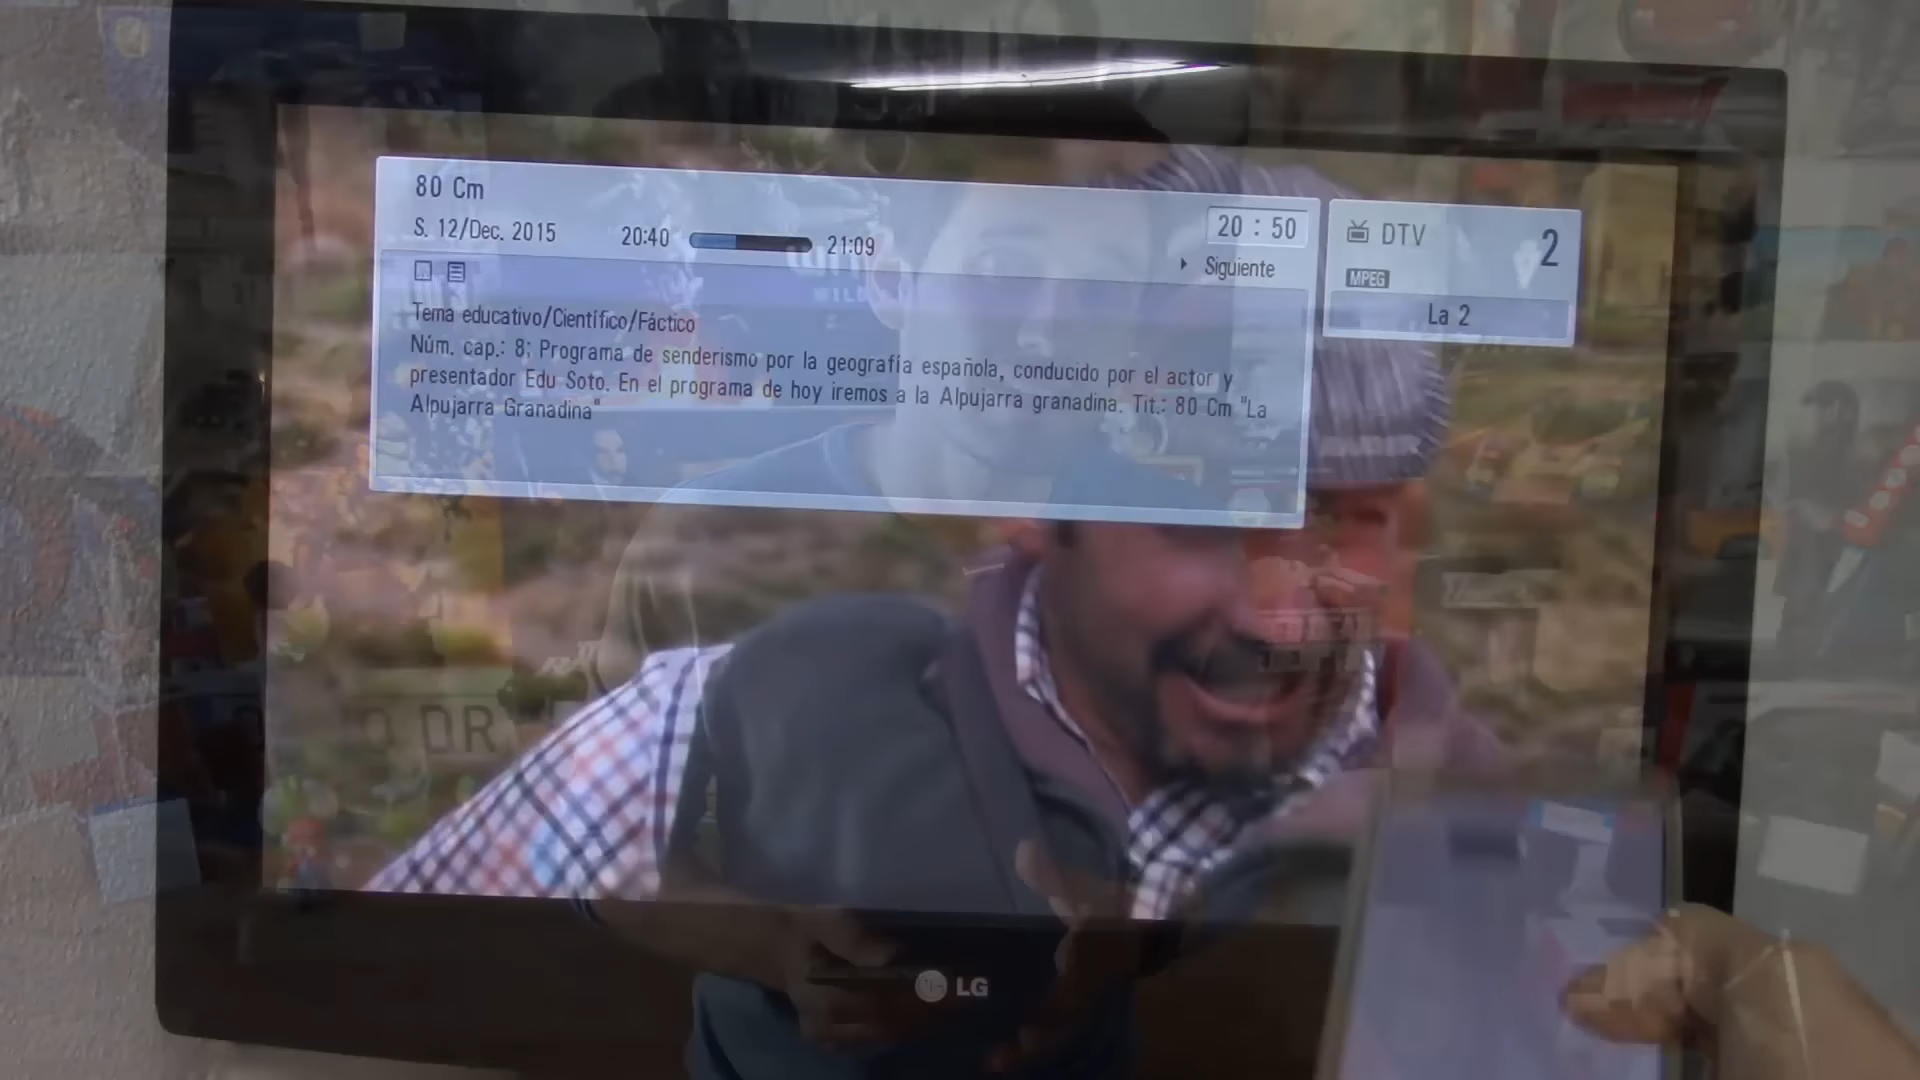 80 Cm
S. 12/Dec. 2015 20:40 21:09
20 : 50
Siguiente
DTV 2
MPEG
La 2
Tema educativo/Científico/Fáctico
Núm. cap.: 8; Programa de senderismo por la geografía española, conducido por el actor y
presentador Edu Soto. En el programa de hoy iremos a la Alpujarra granadina. Tit.: 80 Cm "La
Alpujarra Granadina"
DR
LG